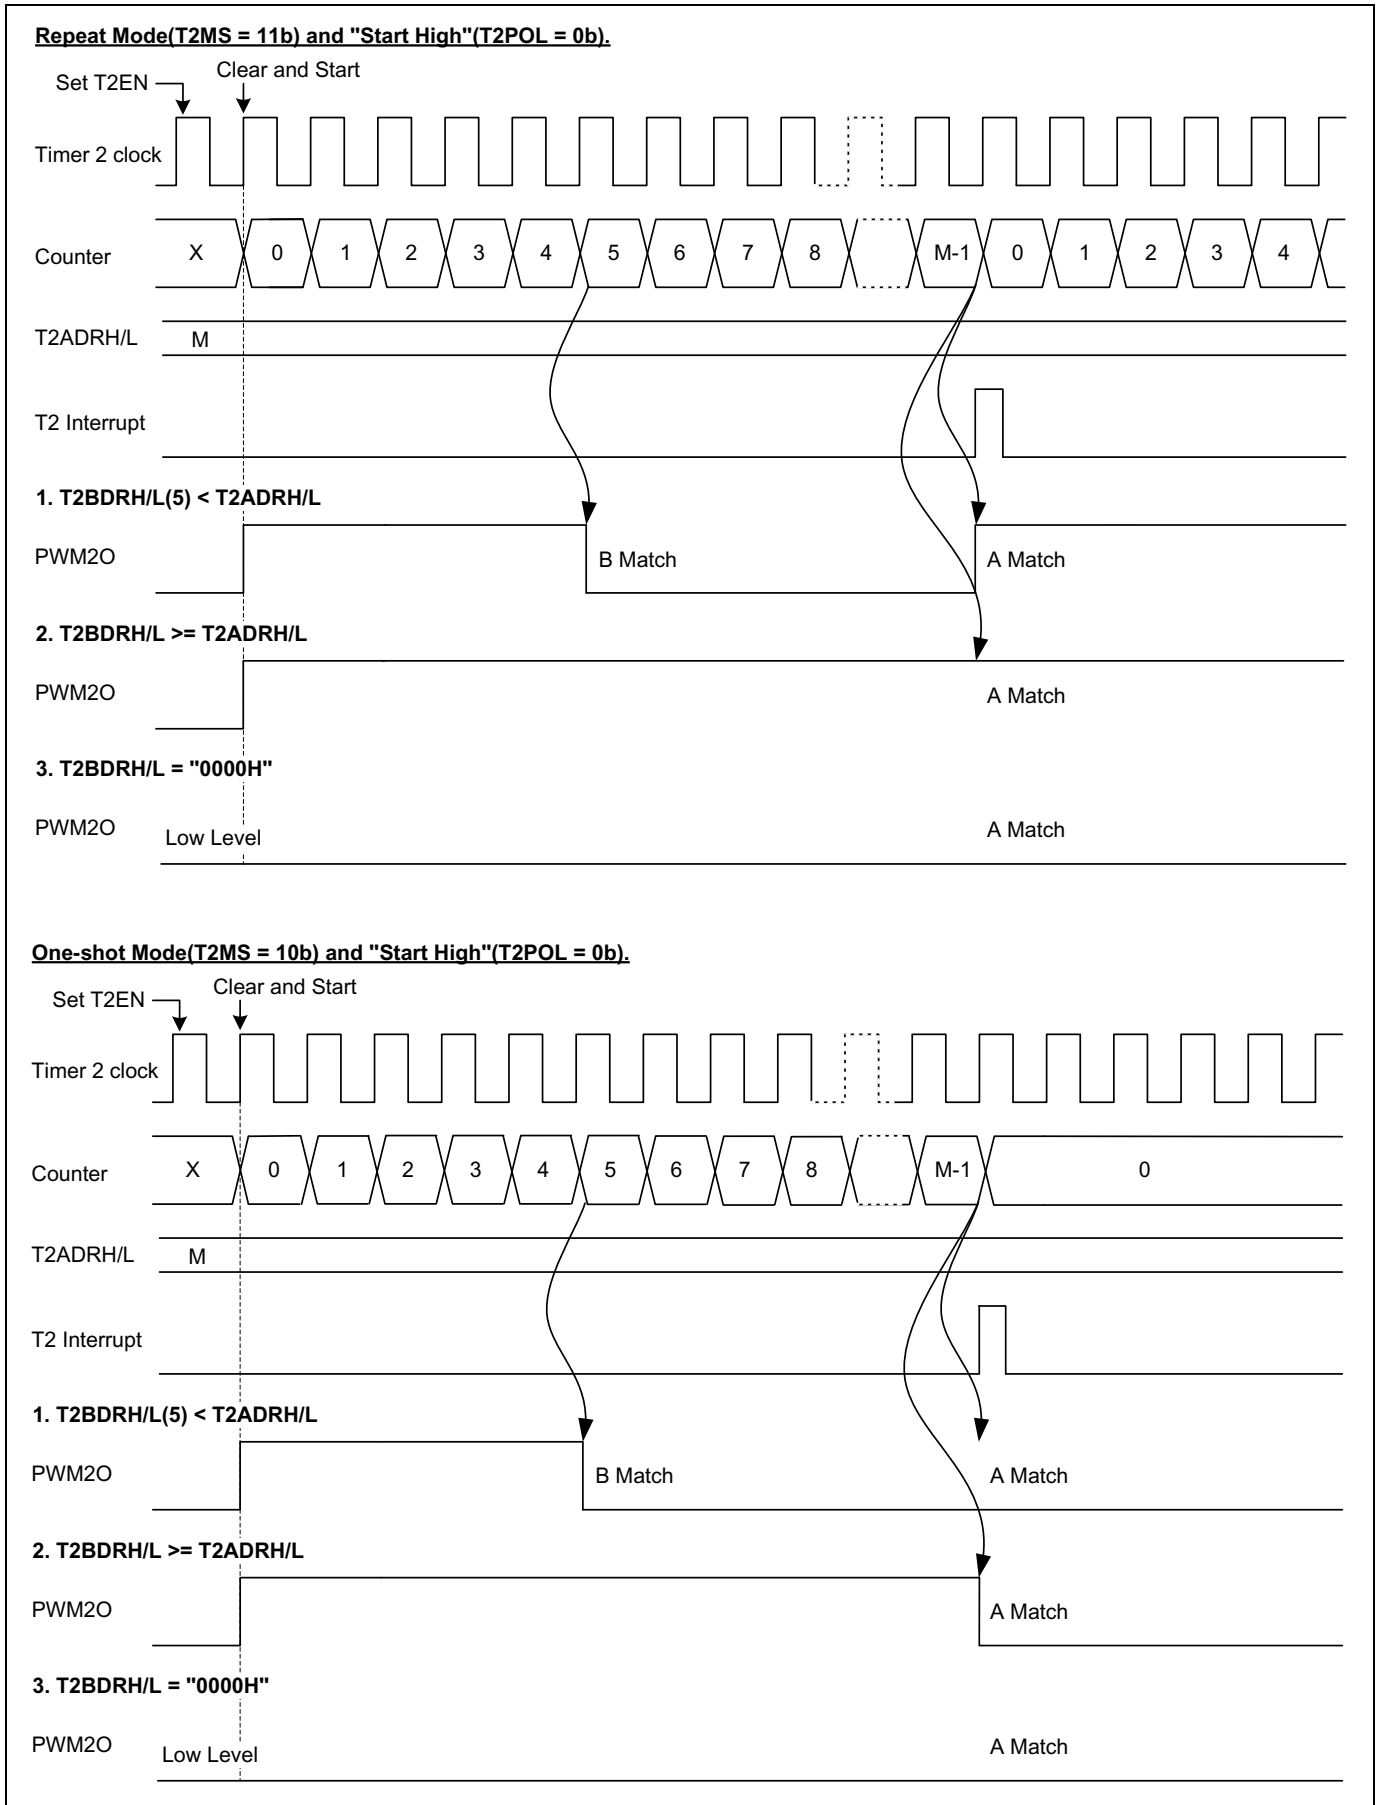 Repeat Mode(T2MS = 11b) and "Start High"(T2POL = 0b).
Set T2EN
Clear and Start
Timer 2 clock
Counter X 0 1 2 3 4 5 6 7 8 M-1 0 1 2 3 4
T2ADRH/L M
T2 Interrupt
1. T2BDRH/L(5) < T2ADRH/L
PWM2O B Match A Match
2. T2BDRH/L >= T2ADRH/L
PWM2O A Match
3. T2BDRH/L = "0000H"
PWM2O Low Level A Match
One-shot Mode(T2MS = 10b) and "Start High"(T2POL = 0b).
Set T2EN
Clear and Start
Timer 2 clock
Counter X 0 1 2 3 4 5 6 7 8 M-1 0
T2ADRH/L M
T2 Interrupt
1. T2BDRH/L(5) < T2ADRH/L
PWM2O B Match A Match
2. T2BDRH/L >= T2ADRH/L
PWM2O A Match
3. T2BDRH/L = "0000H"
PWM2O Low Level A Match